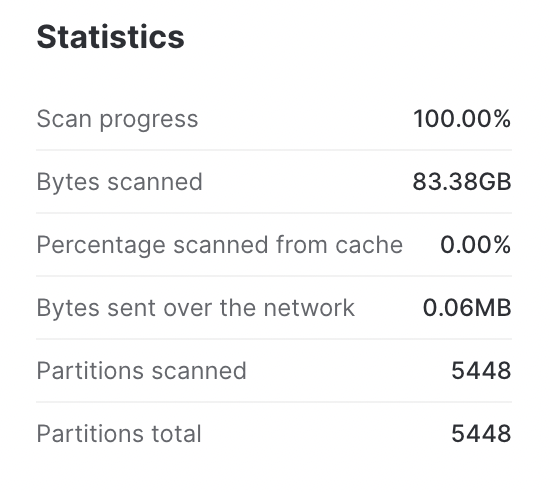 Statistics
Scan progress 100.00%
Bytes scanned 83.38GB
Percentage scanned from cache 0.00%
Bytes sent over the network 0.06MB
Partitions scanned 5448
Partitions total 5448